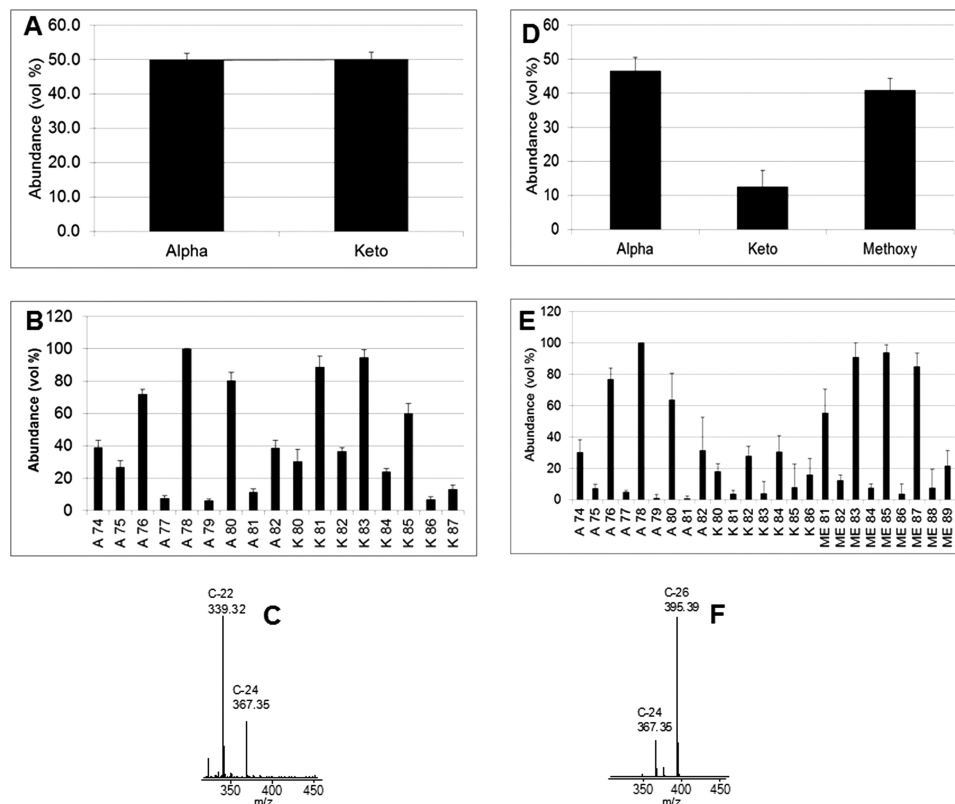 A
Abundance (vol %)
60.0
50.0
40.0
30.0
20.0
10.0
0.0
Alpha Keto
D
Abundance (vol %)
60
50
40
30
20
10
0
Alpha Keto Methoxy
B
Abundance (vol %)
120
100
80
60
40
20
0
A 74 A 75 A 76 A 77 A 78 A 79 A 80 A 81 A 82 K 80 K 81 K 82 K 83 K 84 K 85 K 86 K 87
E
Abundance (vol %)
120
100
80
60
40
20
0
A 74 A 75 A 76 A 77 A 78 A 79 A 80 A 81 A 82 K 80 K 81 K 82 K 83 K 84 K 85 K 86 ME 81 ME 82 ME 83 ME 84 ME 85 ME 86 ME 87 ME 88 ME 89
C
C-22
339.32
C-24
367.35
350 400 450
m/z
F
C-26
395.39
C-24
367.35
350 400 450
m/z